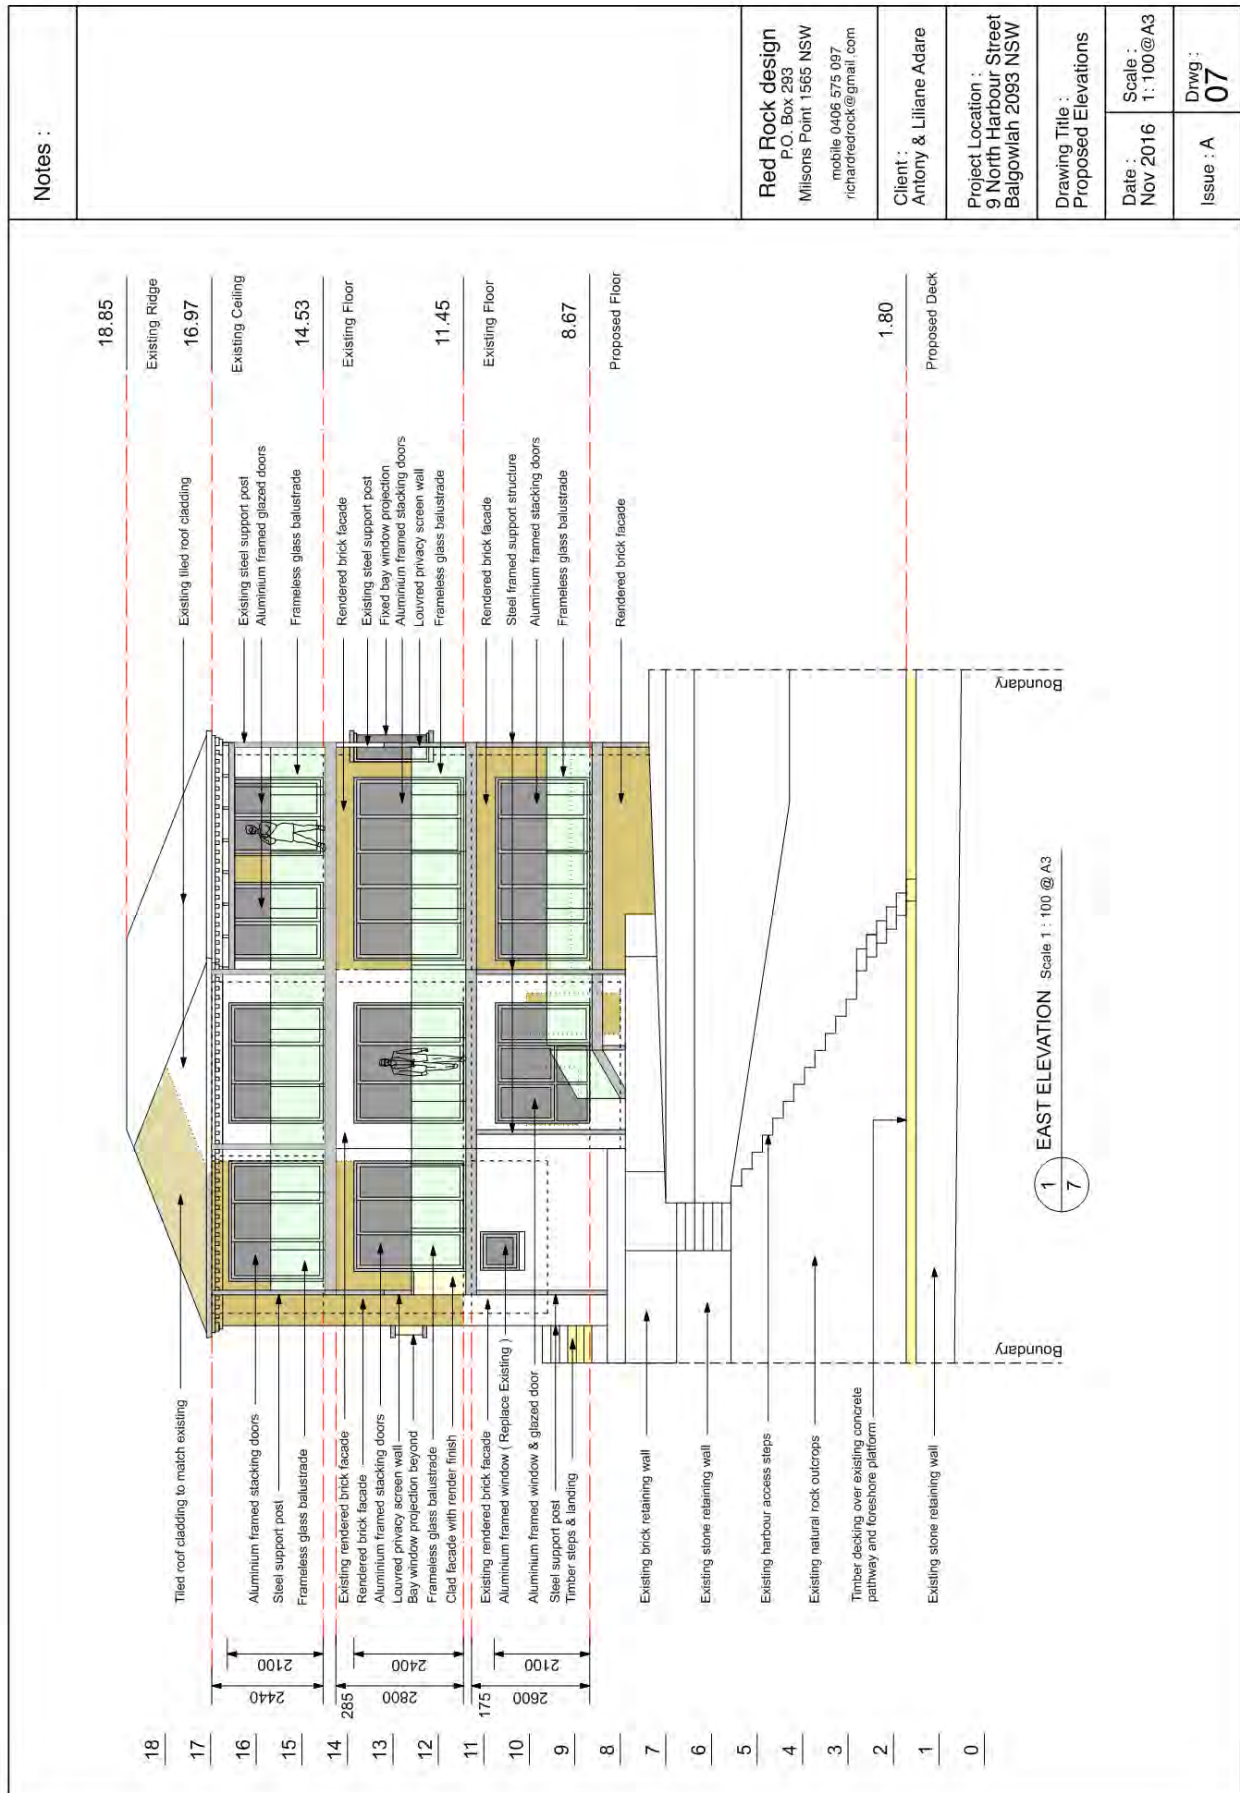 Notes :
Red Rock design
P.O. Box 293
Milsons Point 1565 NSW
mobile 0406 575 097
richardredrock@gmail.com
Client :
Antony & Liliane Adare
Project Location :
9 North Harbour Street
Balgowlah 2093 NSW
Drawing Title :
Proposed Elevations
Date :
Nov 2016
Scale :
1: 100@A3
Issue : A
Drwg :
07
18.85
Existing Ridge
16.97
Existing Ceiling
14.53
Existing Floor
11.45
Existing Floor
8.67
Proposed Floor
1.80
Proposed Deck
Existing tiled roof cladding
Existing steel support post
Aluminium framed glazed doors
Frameless glass balustrade
Rendered brick facade
Existing steel support post
Fixed bay window projection
Aluminium framed stacking doors
Louvred privacy screen wall
Frameless glass balustrade
Rendered brick facade
Steel framed support structure
Aluminium framed stacking doors
Frameless glass balustrade
Rendered brick facade
Boundary
Boundary
1
7
EAST ELEVATION Scale 1 : 100 @ A3
Tiled roof cladding to match existing
Aluminium framed stacking doors
Steel support post
Frameless glass balustrade
Existing rendered brick facade
Rendered brick facade
Aluminium framed stacking doors
Louvred privacy screen wall
Bay window projection beyond
Frameless glass balustrade
Clad facade with render finish
Existing rendered brick facade
Aluminium framed window ( Replace Existing )
Aluminium framed window & glazed door
Steel support post
Timber steps & landing
Existing brick retaining wall
Existing stone retaining wall
Existing harbour access steps
Existing natural rock outcrops
Timber decking over existing concrete
pathway and foreshore platform
Existing stone retaining wall
2100
2440
285
2400
2800
175
2100
2600
18
17
16
15
14
13
12
11
10
9
8
7
6
5
4
3
2
1
0